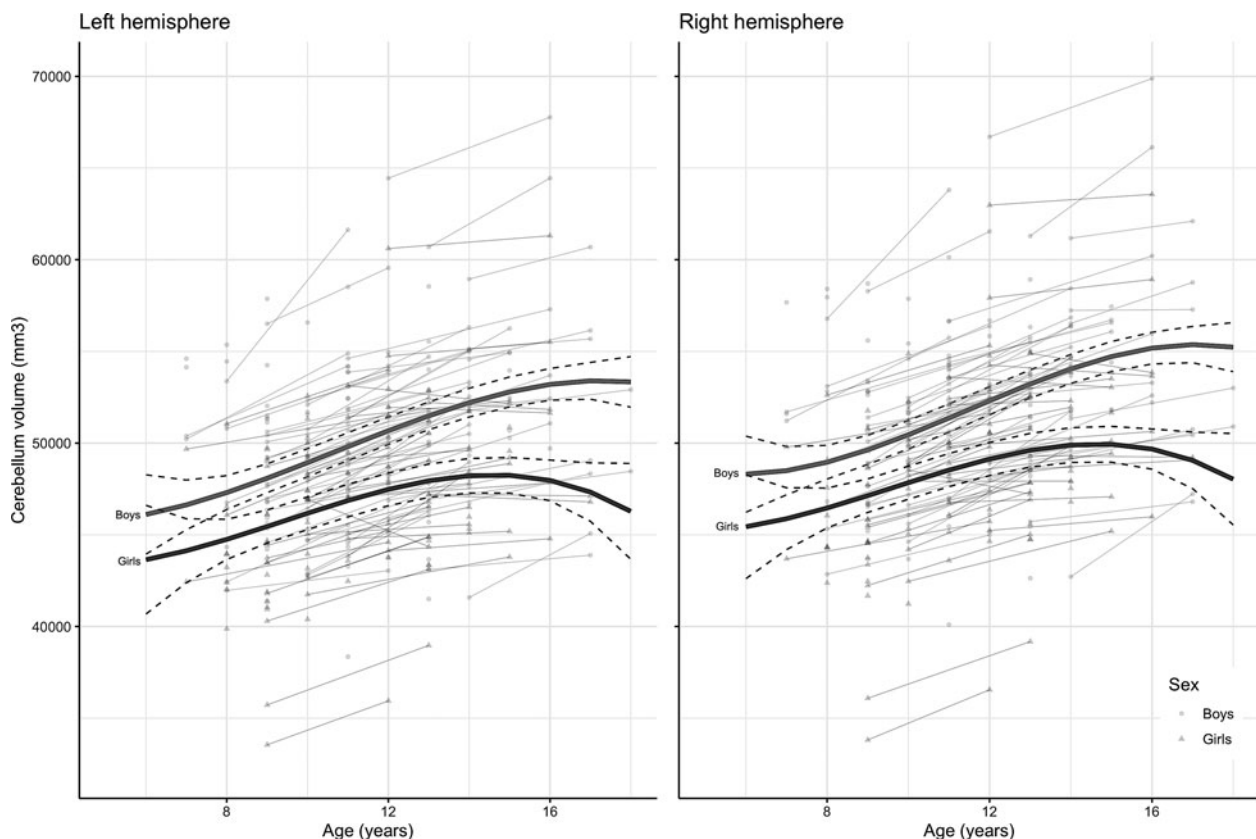 Left hemisphere
Right hemisphere
Cerebellum volume (mm3)
70000
60000
50000
40000
Boys
Girls
Boys
Girls
Sex
Boys
Girls
8
12
16
8
12
16
Age (years)
Age (years)